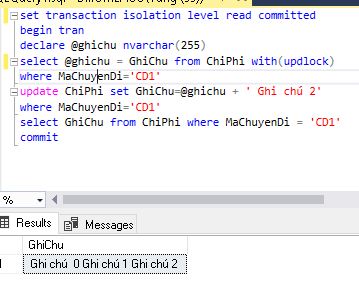 set transaction isolation level read committed
begin tran
declare @ghichu nvarchar(255)
select @ghichu = GhiChu from ChiPhi with(updlock)
where MaChuyenDi='CD1'
update ChiPhi set GhiChu=@ghichu + ' Ghi chú 2'
where MaChuyenDi='CD1'
select GhiChu from ChiPhi where MaChuyenDi = 'CD1'
commit
%
Results Messages
GhiChu
Ghi chú 0 Ghi chú 1 Ghi chú 2